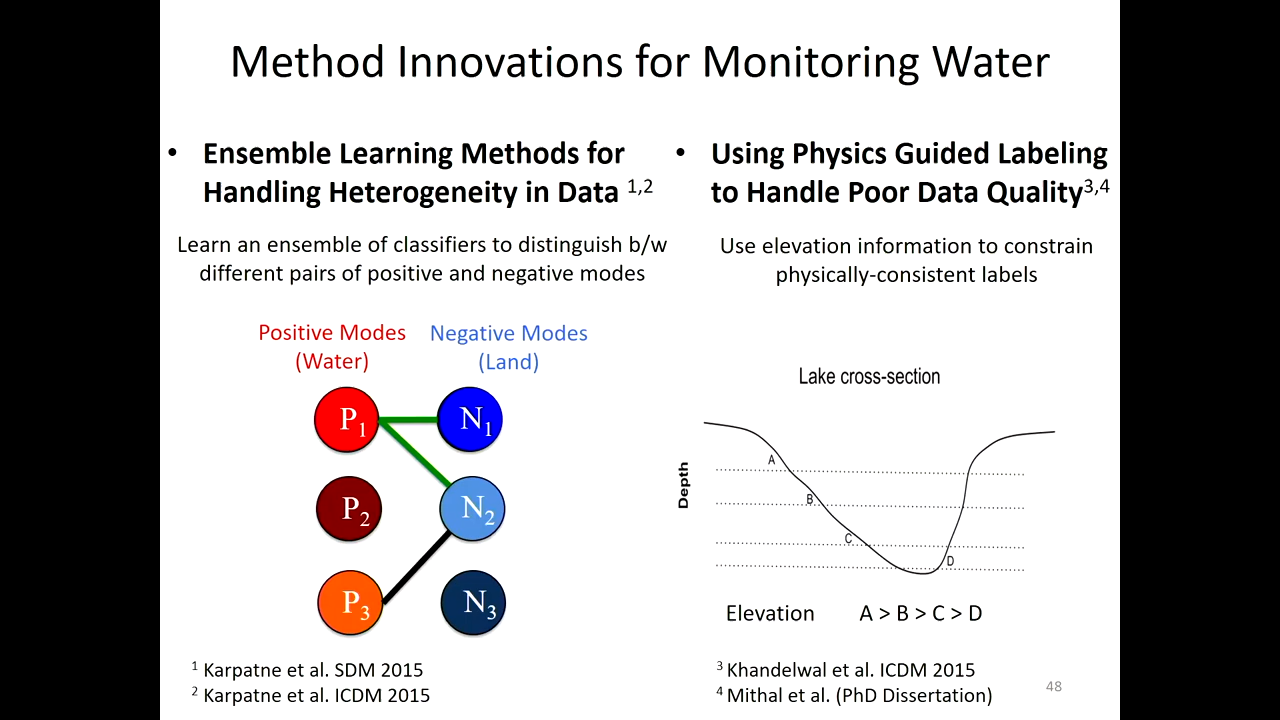 Method Innovations for Monitoring Water
• Ensemble Learning Methods for
Handling Heterogeneity in Data 1,2
Learn an ensemble of classifiers to distinguish b/w
different pairs of positive and negative modes
Positive Modes
(Water)
Negative Modes
(Land)
P1
N1
P2
N2
P3
N3
1 Karpatne et al. SDM 2015
2 Karpatne et al. ICDM 2015
• Using Physics Guided Labeling
to Handle Poor Data Quality3,4
Use elevation information to constrain
physically-consistent labels
Lake cross-section
Depth
A
B
C
D
Elevation A > B > C > D
3 Khandelwal et al. ICDM 2015
4 Mithal et al. (PhD Dissertation)
48